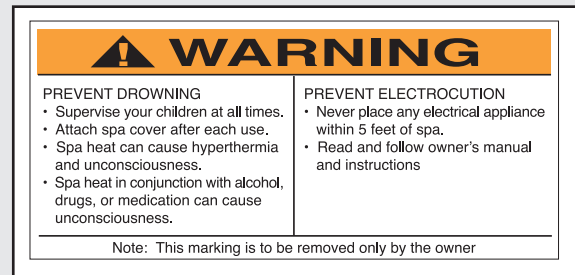 WARNING
PREVENT DROWNING
• Supervise your children at all times.
• Attach spa cover after each use.
• Spa heat can cause hyperthermia
and unconsciousness.
• Spa heat in conjunction with alcohol,
drugs, or medication can cause
unconsciousness.
PREVENT ELECTROCUTION
• Never place any electrical appliance
within 5 feet of spa.
• Read and follow owner's manual
and instructions
Note: This marking is to be removed only by the owner